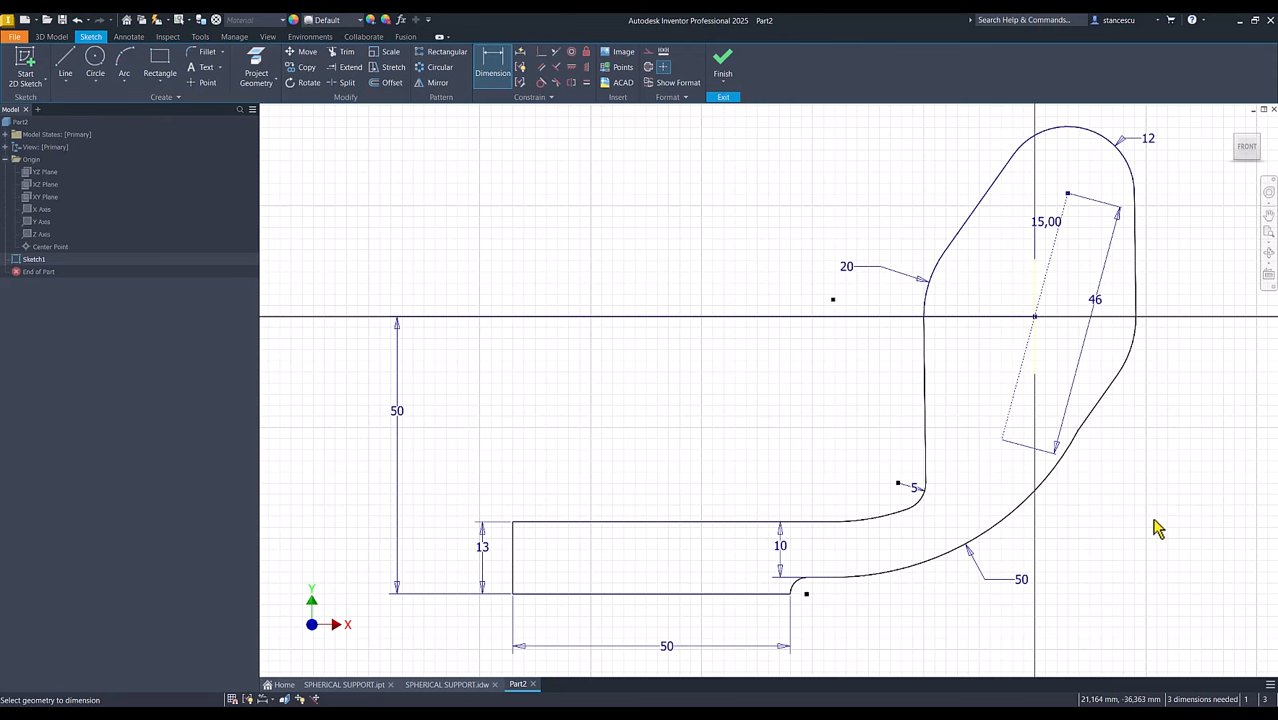 Material
Default
Autodesk Inventor Professional 2025 Part2
Search Help & Commands...
stancescu
File
3D Model
Sketch
Annotate
Inspect
Tools
Manage
View
Environments
Collaborate
Fusion
Start
2D Sketch
Line
Circle
Arc
Rectangle
Fillet
Text
Point
Project
Geometry
Move
Copy
Rotate
Trim
Extend
Split
Scale
Stretch
Offset
Rectangular
Circular
Mirror
Dimension
Image
Points
ACAD
Show Format
Finish
Sketch
Create
Modify
Pattern
Constrain
Insert
Format
Exit
Model
Part2
Model States: [Primary]
View: [Primary]
Origin
YZ Plane
XZ Plane
XY Plane
X Axis
Y Axis
Z Axis
Center Point
Sketch1
End of Part
FRONT
12
15,00
20
46
50
5
13
10
50
50
Y
X
Home
SPHERICAL SUPPORT.ipt
SPHERICAL SUPPORT.idw
Part2
Select geometry to dimension
21,164 mm, -36,363 mm
3 dimensions needed
1
3